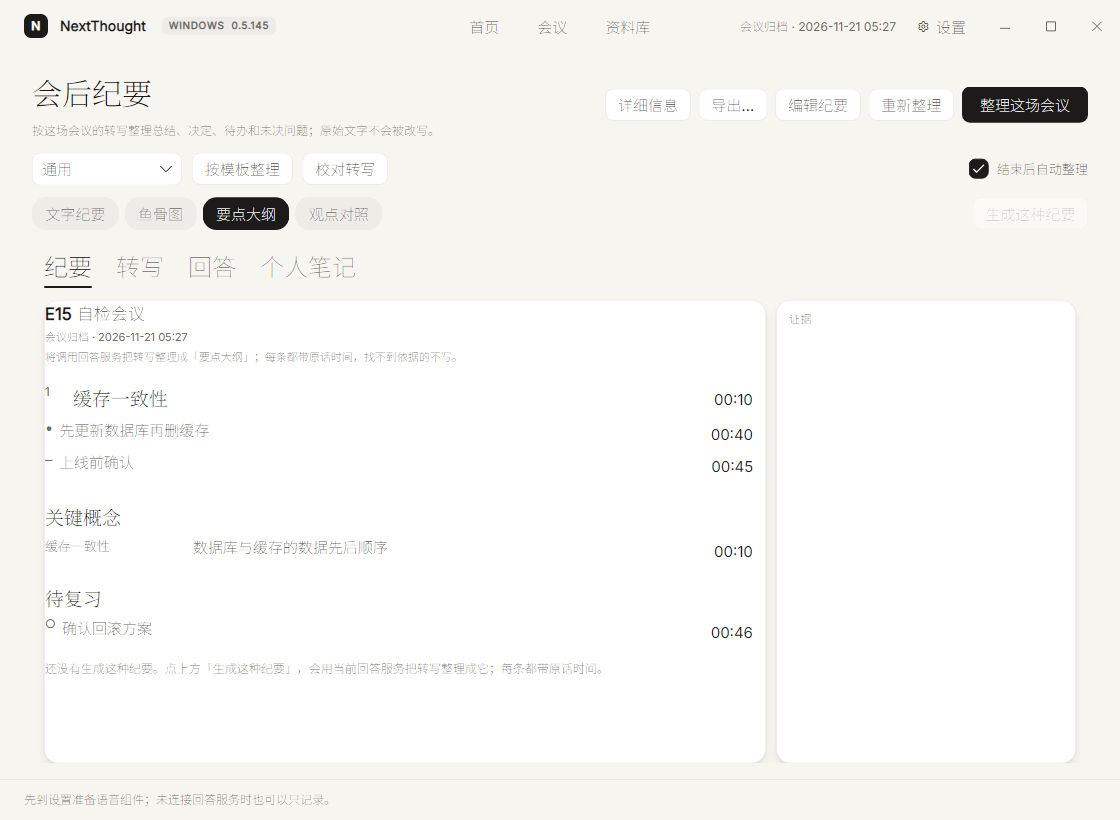 N NextThought WINDOWS 0.5.145 首页 会议 资料库 会议归档 · 2026-11-21 05:27 设置
会后纪要 详细信息 导出... 编辑纪要 重新整理 整理这场会议
按这场会议的转写整理总结、决定、待办和未决问题；原始文字不会被改写。
通用 按模板整理 校对转写 结束后自动整理
文字纪要 鱼骨图 要点大纲 观点对照 生成这种纪要
纪要 转写 回答 个人笔记
E15 自检会议
证据
会议归档 · 2026-11-21 05:27
将调用回答服务把转写整理成「要点大纲」；每条都带原话时间，找不到依据的不写。
1 缓存一致性 00:10
• 先更新数据库再删缓存 00:40
– 上线前确认 00:45
关键概念
缓存一致性 数据库与缓存的数据先后顺序 00:10
待复习
○ 确认回滚方案 00:46
还没有生成这种纪要。点上方「生成这种纪要」，会用当前回答服务把转写整理成它；每条都带原话时间。
先到设置准备语音组件；未连接回答服务时也可以只记录。